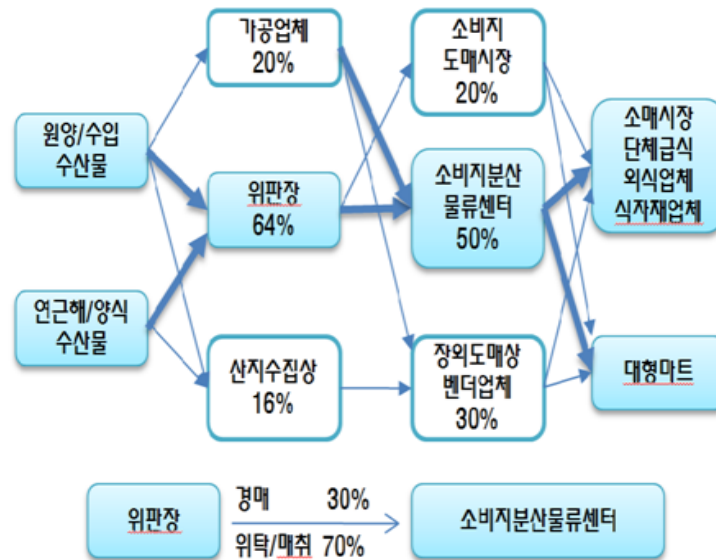 가공업체
20%
소비지
도매시장
20%
원양/수입
수산물
소매시장
단체급식
외식업체
식자재업체
위판장
64%
소비지분산
물류센터
50%
연근해/양식
수산물
산지수집상
16%
장외도매상
벤더업체
30%
대형마트
위판장
경매 30%
위탁/매취 70%
소비지분산물류센터